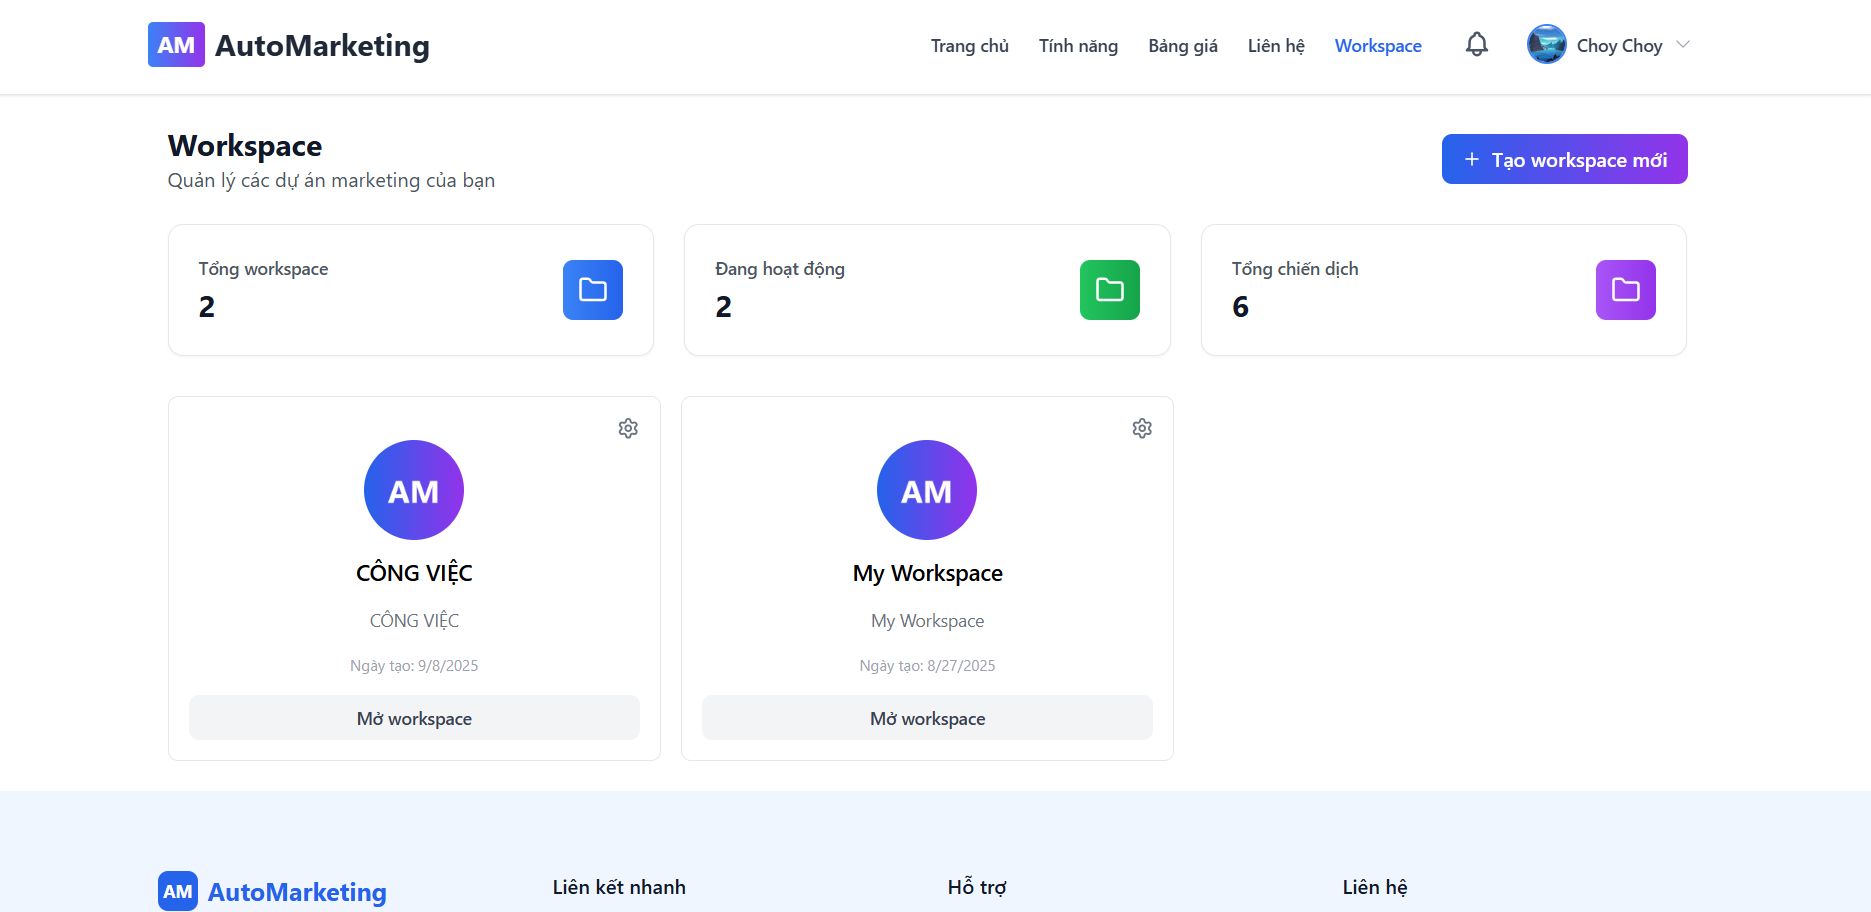 AM AutoMarketing
Trang chủ Tính năng Bảng giá Liên hệ Workspace Choy Choy
Workspace
Quản lý các dự án marketing của bạn
+ Tạo workspace mới
Tổng workspace
2
Đang hoạt động
2
Tổng chiến dịch
6
AM
CÔNG VIỆC
CÔNG VIỆC
Ngày tạo: 9/8/2025
Mở workspace
AM
My Workspace
My Workspace
Ngày tạo: 8/27/2025
Mở workspace
AM AutoMarketing
Liên kết nhanh
Hỗ trợ
Liên hệ